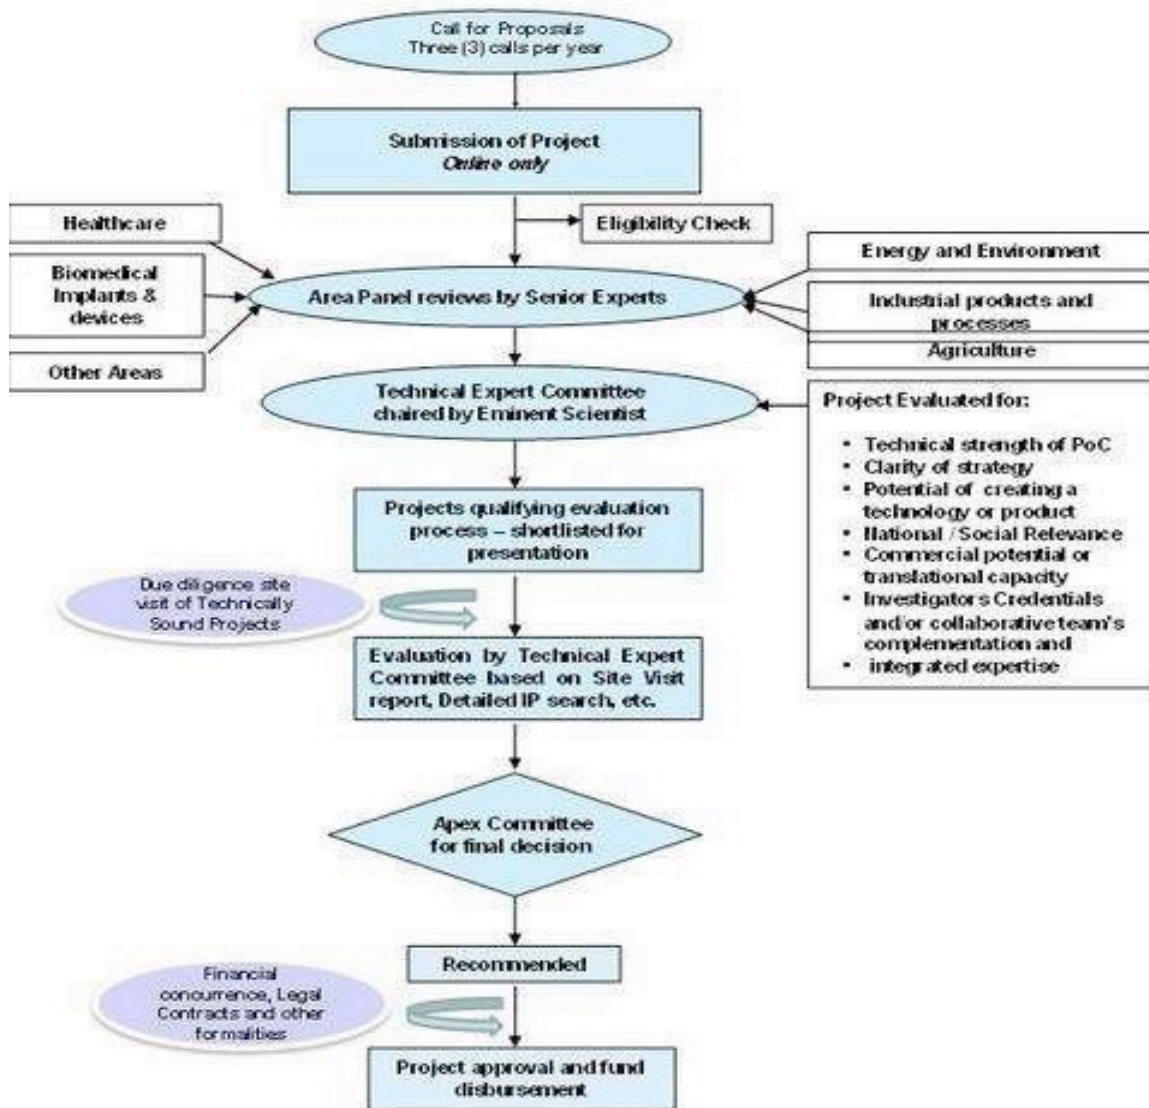 Call for Proposals
Three (3) calls per year
Submission of Project
Online only
Eligibility Check
Healthcare
Biomedical
Implants &
devices
Other Areas
Area Panel reviews by Senior Experts
Energy and Environment
Industrial products and
processes
Agriculture
Technical Expert Committee
chaired by Eminent Scientist
Project Evaluated for:
• Technical strength of PoC
• Clarity of strategy
• Potential of creating a
technology or product
• National / Social Relevance
• Commercial potential or
translational capacity
• Investigators Credentials
and/or collaborative team's
complementation and
• integrated expertise
Projects qualifying evaluation
process – shortlisted for
presentation
Due diligence site
visit of Technically
Sound Projects
Evaluation by Technical Expert
Committee based on Site Visit
report, Detailed IP search, etc.
Apex Committee
for final decision
Recommended
Financial
concurrence, Legal
Contracts and other
formalities
Project approval and fund
disbursement